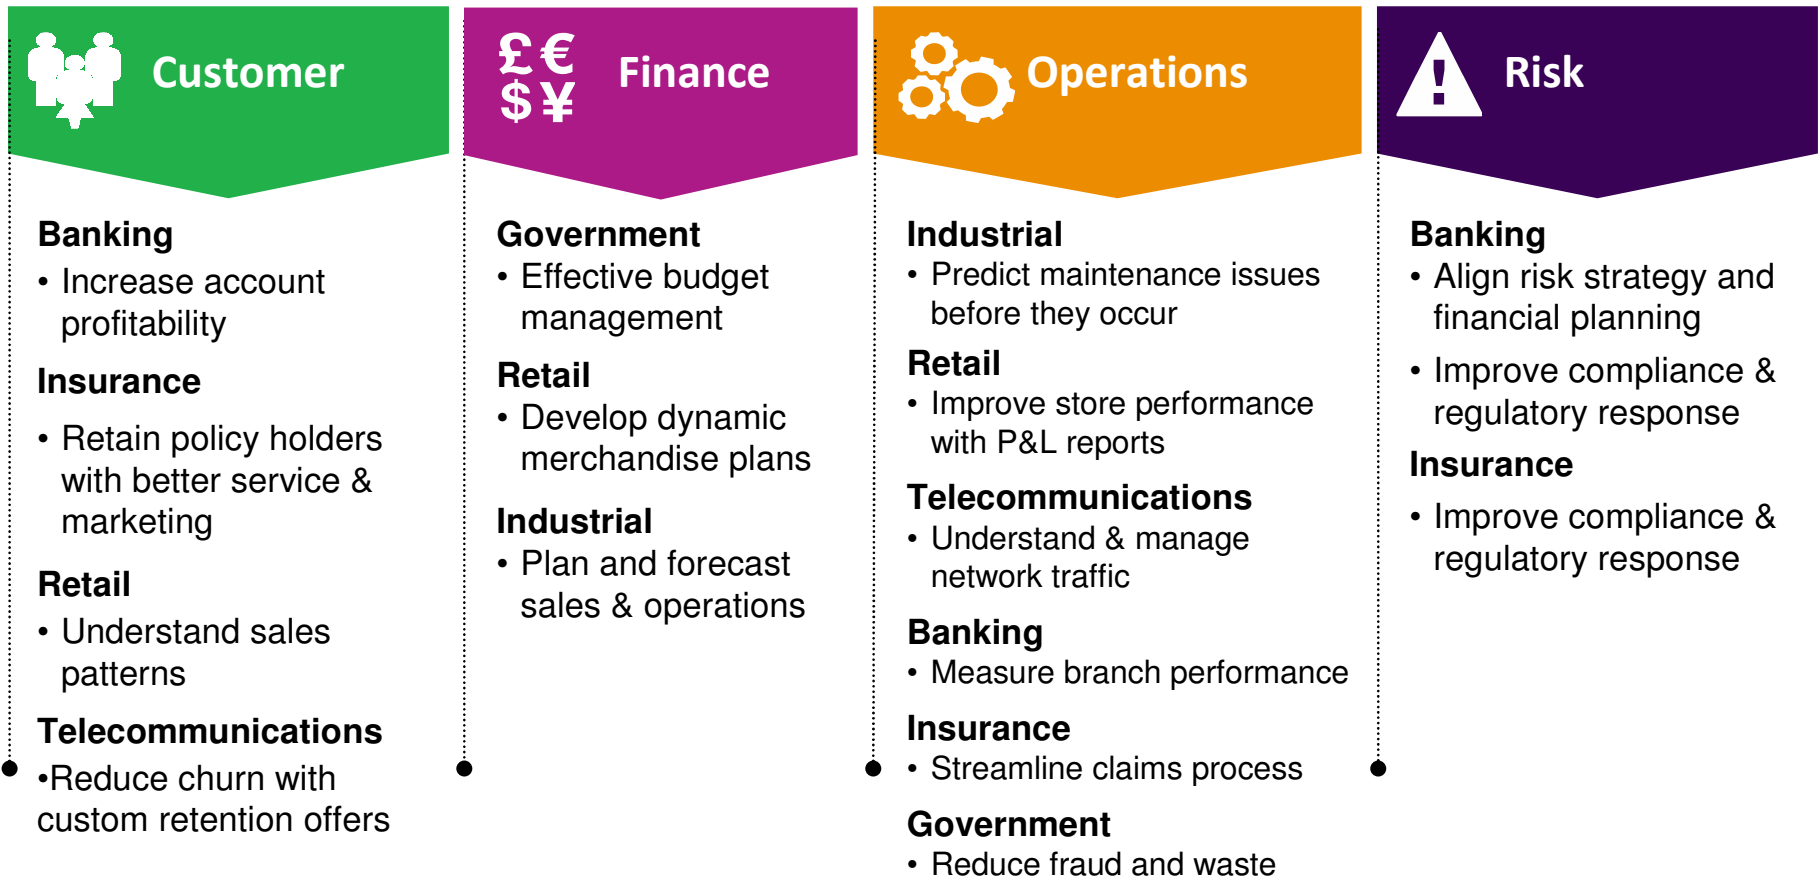 Customer
Banking
• Increase account
profitability
Insurance
• Retain policy holders
with better service &
marketing
Retail
• Understand sales
patterns
Telecommunications
•Reduce churn with
custom retention offers
£ €
$ ¥
Finance
Government
• Effective budget
management
Retail
• Develop dynamic
merchandise plans
Industrial
• Plan and forecast
sales & operations
Operations
Industrial
• Predict maintenance issues
before they occur
Retail
• Improve store performance
with P&L reports
Telecommunications
• Understand & manage
network traffic
Banking
• Measure branch performance
Insurance
• Streamline claims process
Government
• Reduce fraud and waste
!
Risk
Banking
• Align risk strategy and
financial planning
• Improve compliance &
regulatory response
Insurance
• Improve compliance &
regulatory response